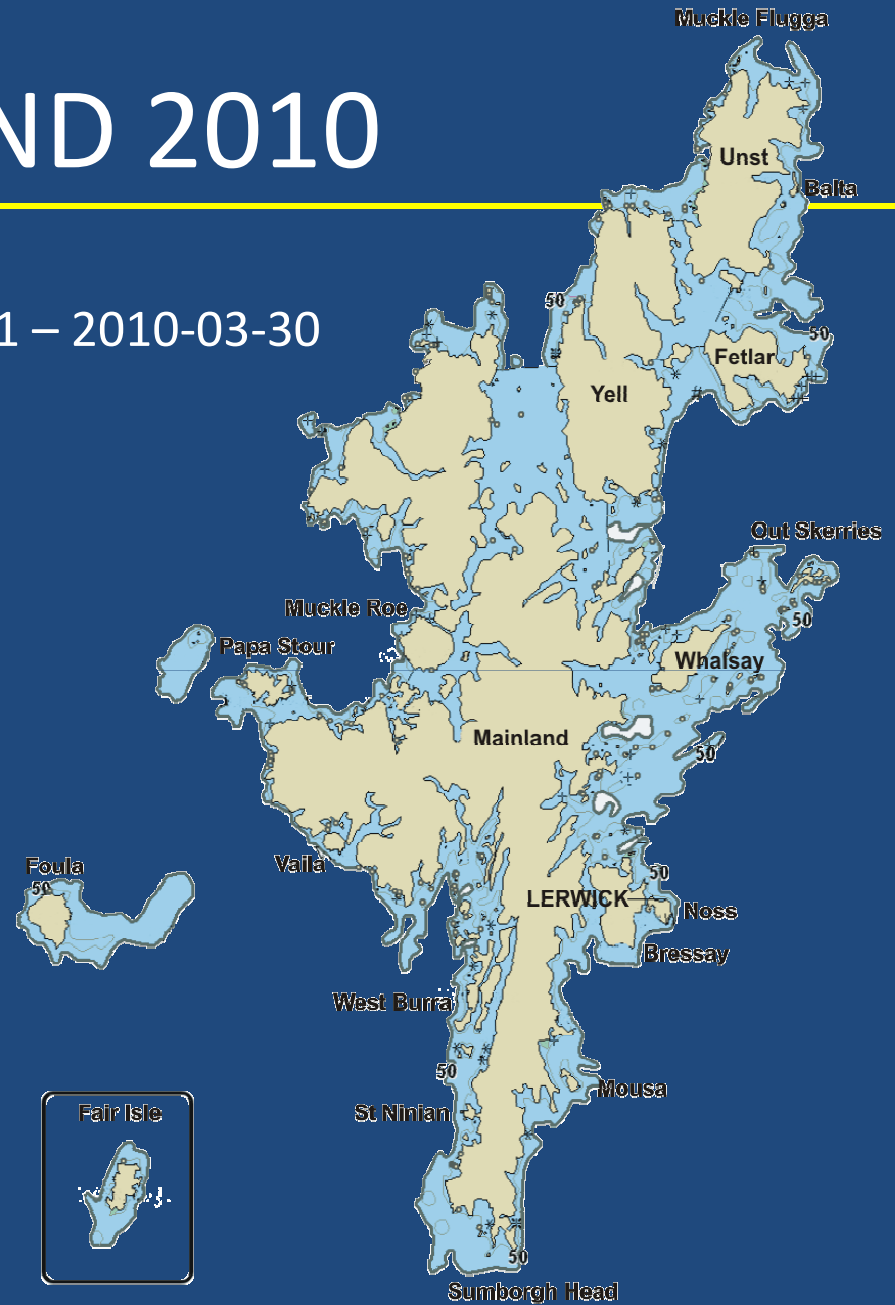 Muckle Flugga
ND 2010
Unst
Balta
50
1 – 2010-03-30
50
Fetlar
Yell
Out Skerries
Muckle Roe
50
Papa Stour
Whalsay
Mainland
50
Vaila
Foula
50
50
LERWICK
Noss
Bressay
West Burra
50
Mousa
Fair Isle
St Ninian
50
Sumborgh Head